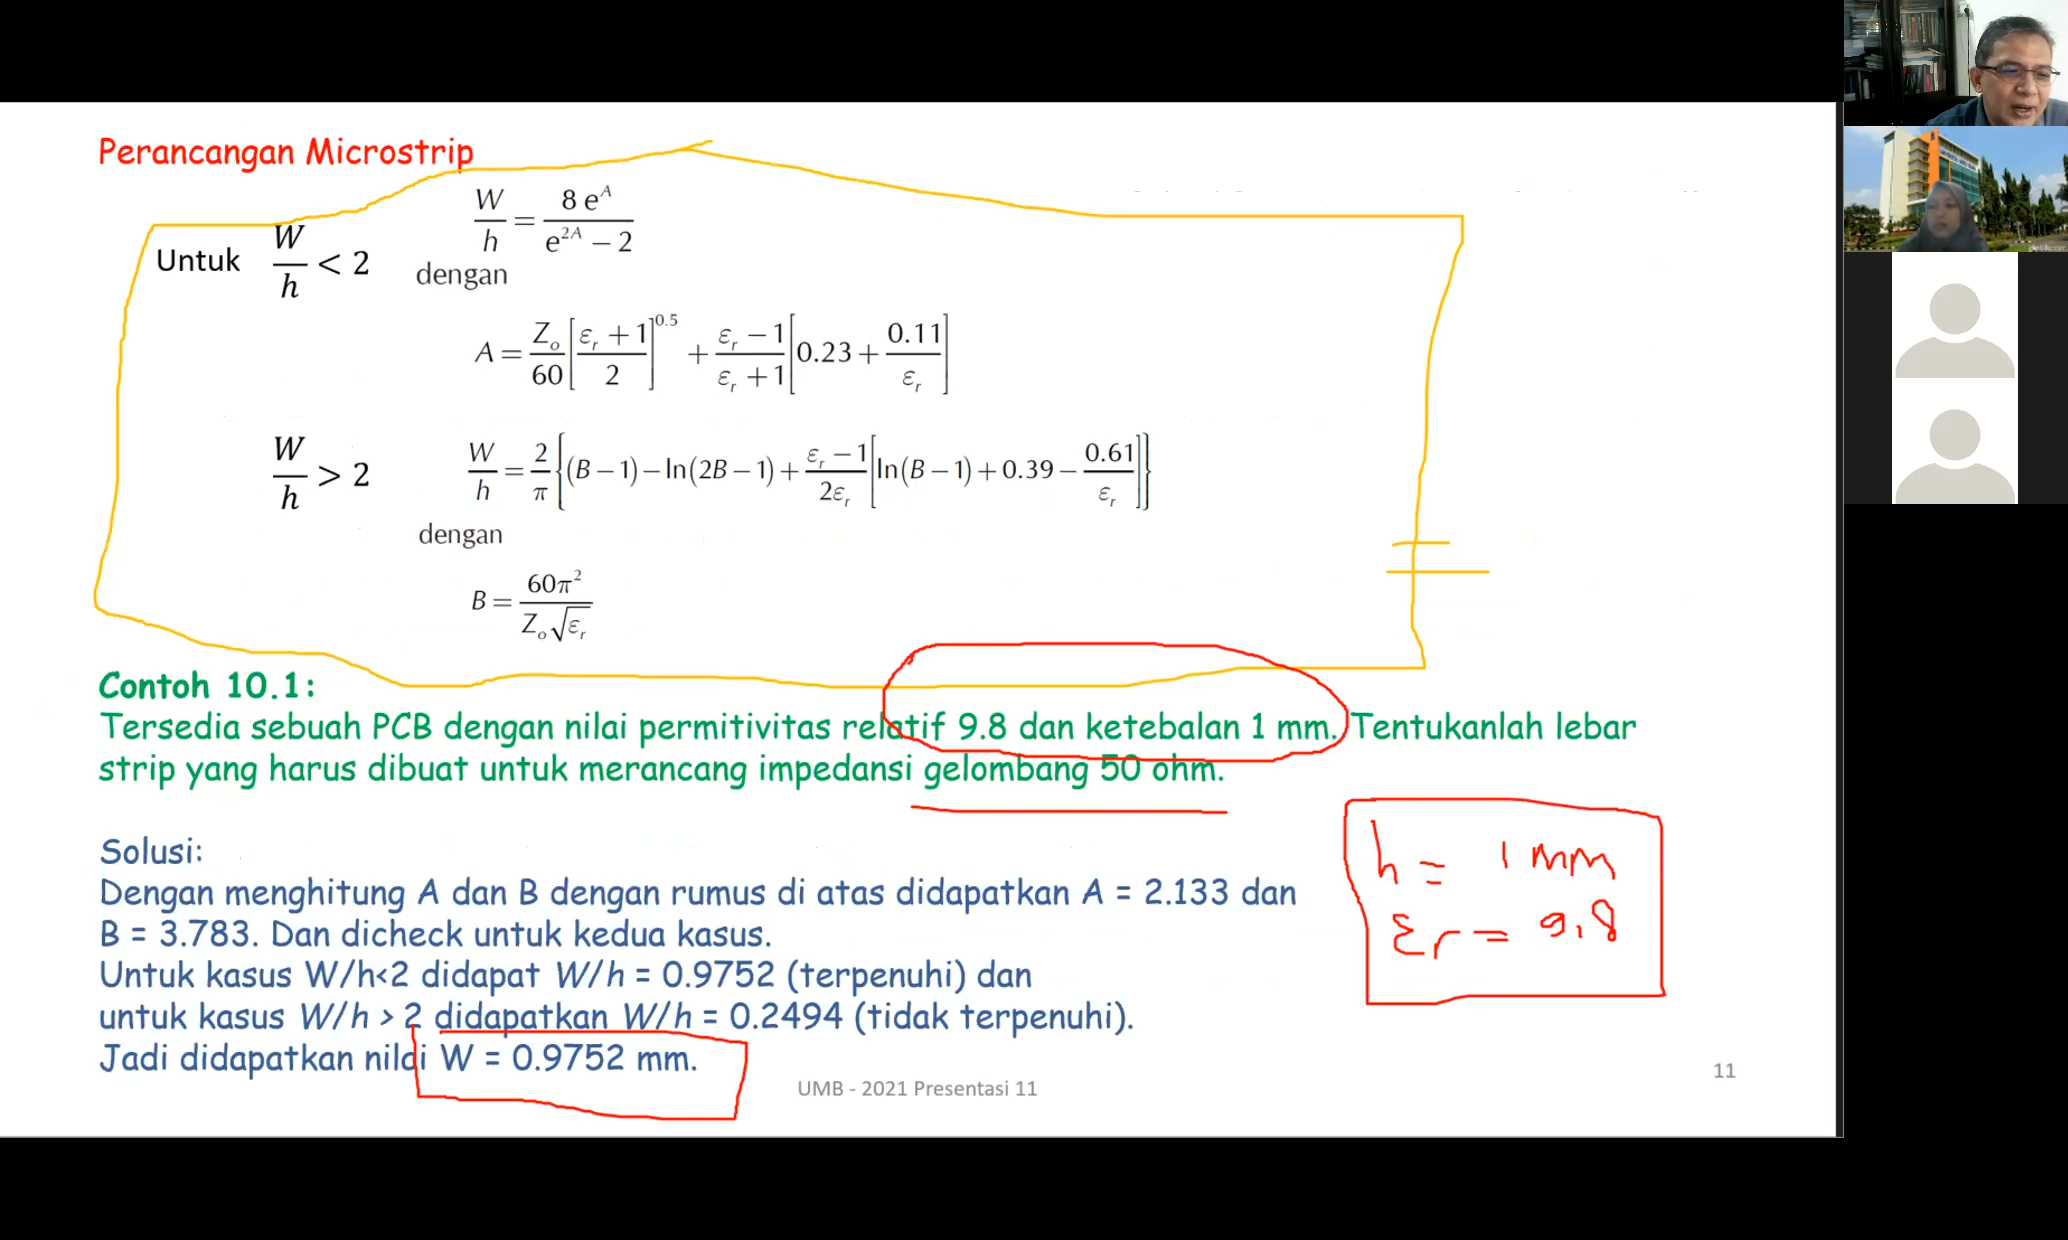 Perancangan Microstrip
Untuk W/h < 2
W/h = 8 e^A / (e^2A − 2)
dengan
A = Z_o/60 [(ε_r + 1)/2]^0.5 + (ε_r − 1)/(ε_r + 1) [0.23 + 0.11/ε_r]
W/h > 2
W/h = 2/π {(B − 1) − ln(2B − 1) + (ε_r − 1)/2ε_r [ln(B − 1) + 0.39 − 0.61/ε_r]}
dengan
B = 60π²/(Z_o√ε_r)
Contoh 10.1:
Tersedia sebuah PCB dengan nilai permitivitas relatif 9.8 dan ketebalan 1 mm. Tentukanlah lebar
strip yang harus dibuat untuk merancang impedansi gelombang 50 ohm.
h = 1 mm
εr = 9.8
Solusi:
Dengan menghitung A dan B dengan rumus di atas didapatkan A = 2.133 dan
B = 3.783. Dan dicheck untuk kedua kasus.
Untuk kasus W/h<2 didapat W/h = 0.9752 (terpenuhi) dan
untuk kasus W/h > 2 didapatkan W/h = 0.2494 (tidak terpenuhi).
Jadi didapatkan nilai W = 0.9752 mm.
UMB - 2021 Presentasi 11
11